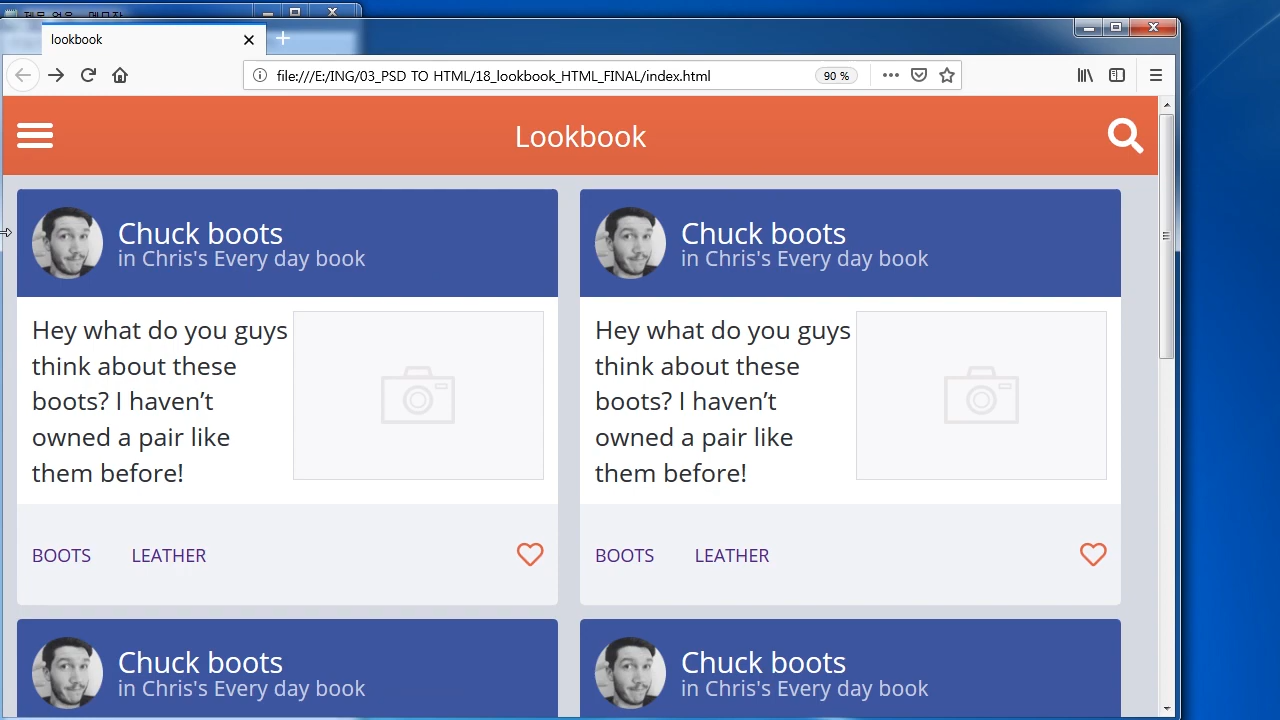 lookbook
file:///E:/ING/03_PSD TO HTML/18_lookbook_HTML_FINAL/index.html
90 %
Lookbook
Chuck boots
in Chris's Every day book
Hey what do you guys
think about these
boots? I haven’t
owned a pair like
them before!
BOOTS LEATHER
Chuck boots
in Chris's Every day book
Hey what do you guys
think about these
boots? I haven’t
owned a pair like
them before!
BOOTS LEATHER
Chuck boots
in Chris's Every day book
Chuck boots
in Chris's Every day book